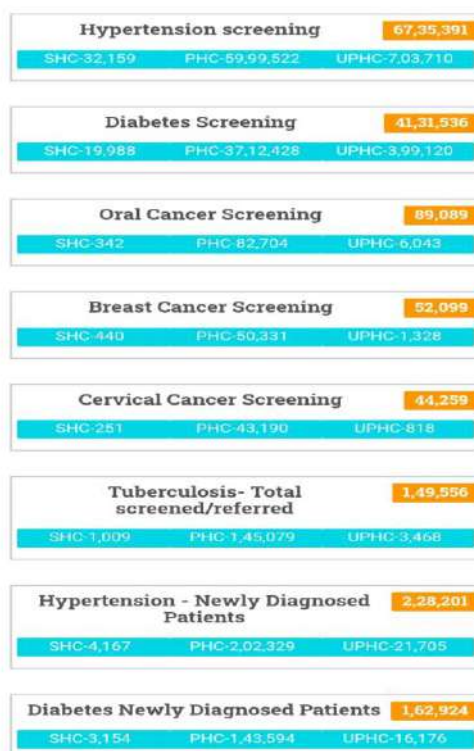 Hypertension screening 67,35,391
SHC-32,159 PHC-59,99,522 UPHC-7,03,710
Diabetes Screening 41,31,536
SHC-19,988 PHC-37,12,428 UPHC-3,99,120
Oral Cancer Screening 89,089
SHC-342 PHC-82,704 UPHC-6,043
Breast Cancer Screening 52,099
SHC-440 PHC-50,331 UPHC-1,328
Cervical Cancer Screening 44,259
SHC-251 PHC-43,190 UPHC-818
Tuberculosis- Total 1,49,556
screened/referred
SHC-1,009 PHC-1,45,079 UPHC-3,468
Hypertension - Newly Diagnosed 2,28,201
Patients
SHC-4,167 PHC-2,02,329 UPHC-21,705
Diabetes Newly Diagnosed Patients 1,62,924
SHC-3,154 PHC-1,43,594 UPHC-16,176